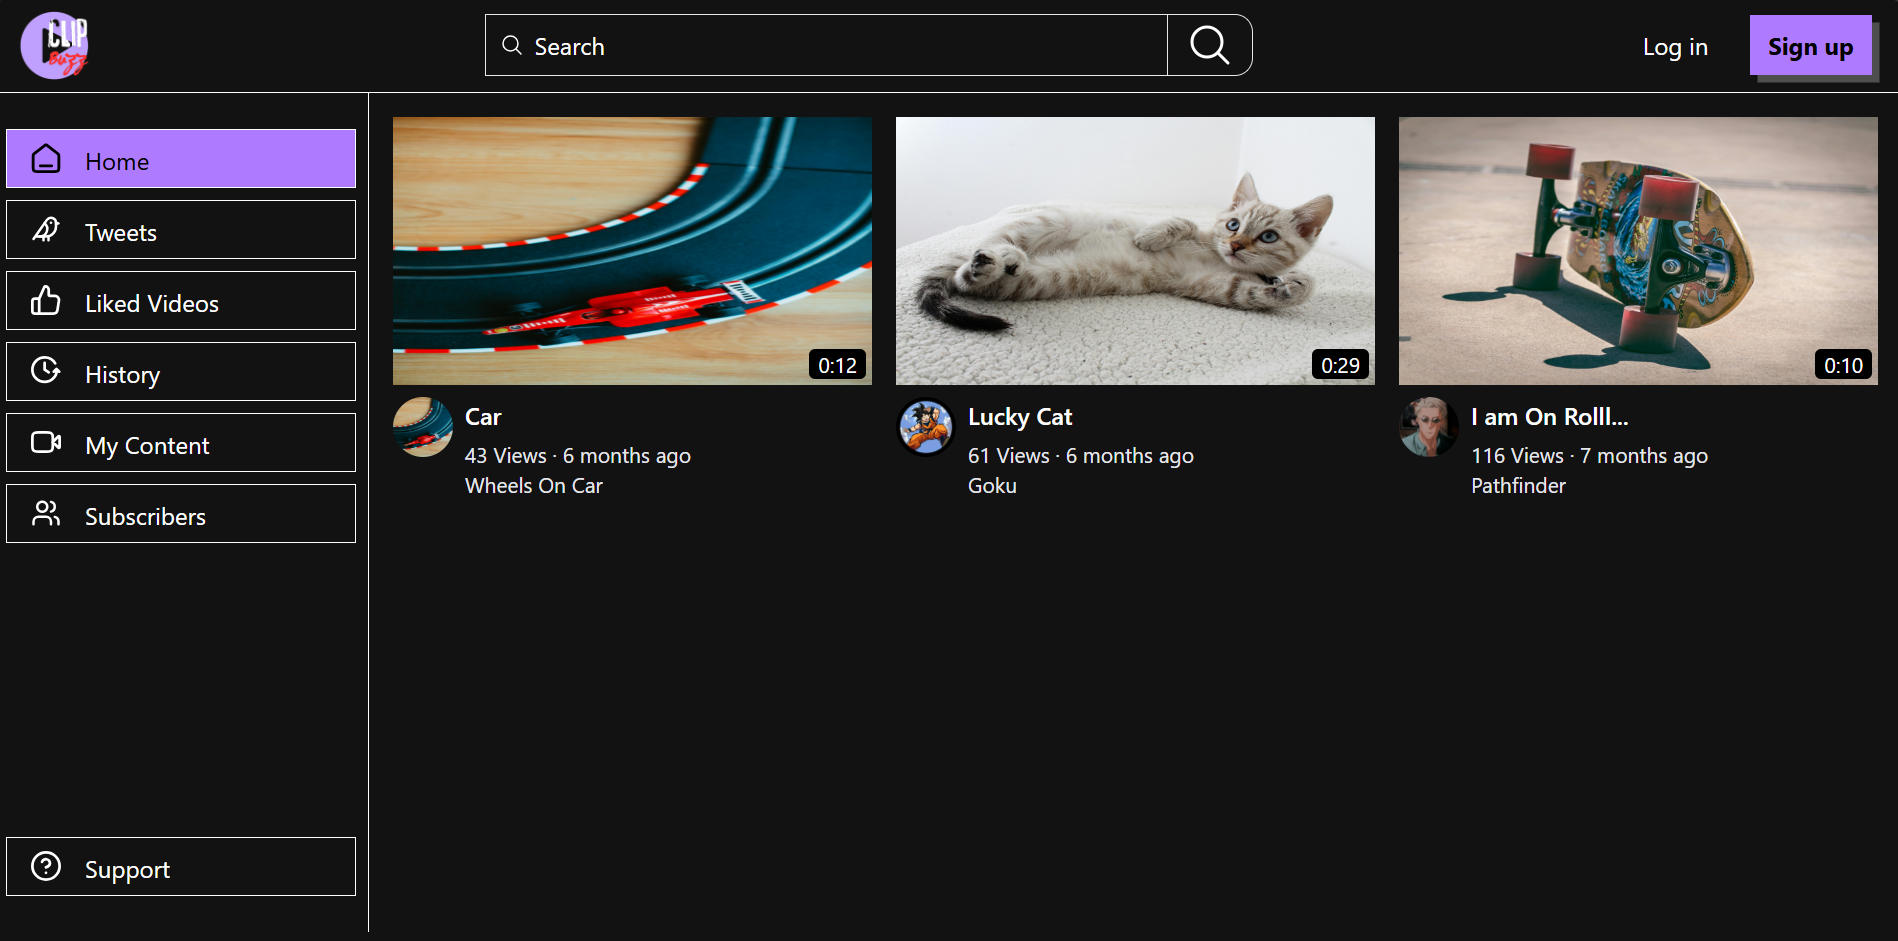 CLIP
Buzz
Search
Log in
Sign up
Home
Tweets
Liked Videos
History
My Content
Subscribers
Support
0:12
Car
43 Views · 6 months ago
Wheels On Car
0:29
Lucky Cat
61 Views · 6 months ago
Goku
0:10
I am On Rolll...
116 Views · 7 months ago
Pathfinder